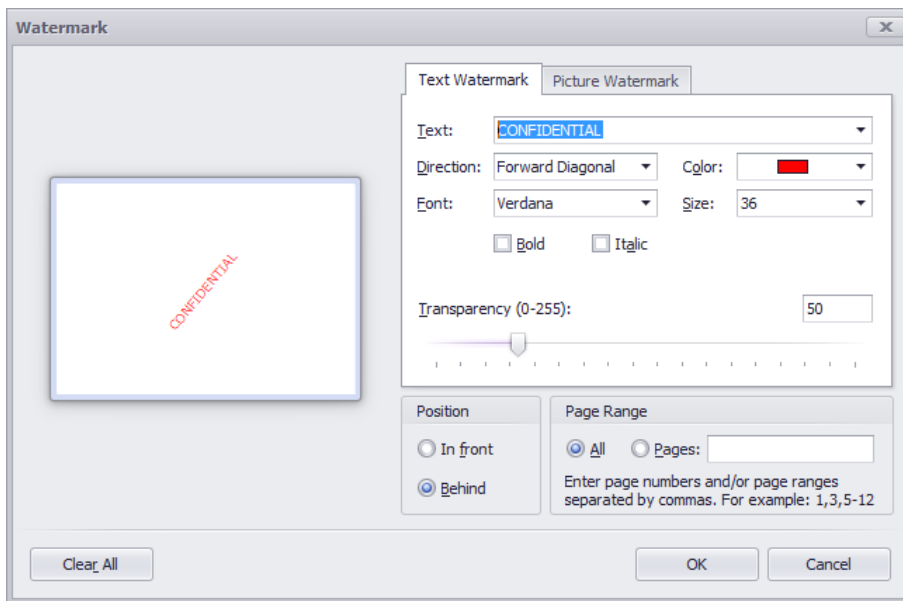 Watermark
Text Watermark Picture Watermark
Text: CONFIDENTIAL
Direction: Forward Diagonal Color:
Font: Verdana Size: 36
Bold Italic
CONFIDENTIAL
Transparency (0-255): 50
Position
In front
Behind
Page Range
All Pages:
Enter page numbers and/or page ranges
separated by commas. For example: 1,3,5-12
Clear All OK Cancel